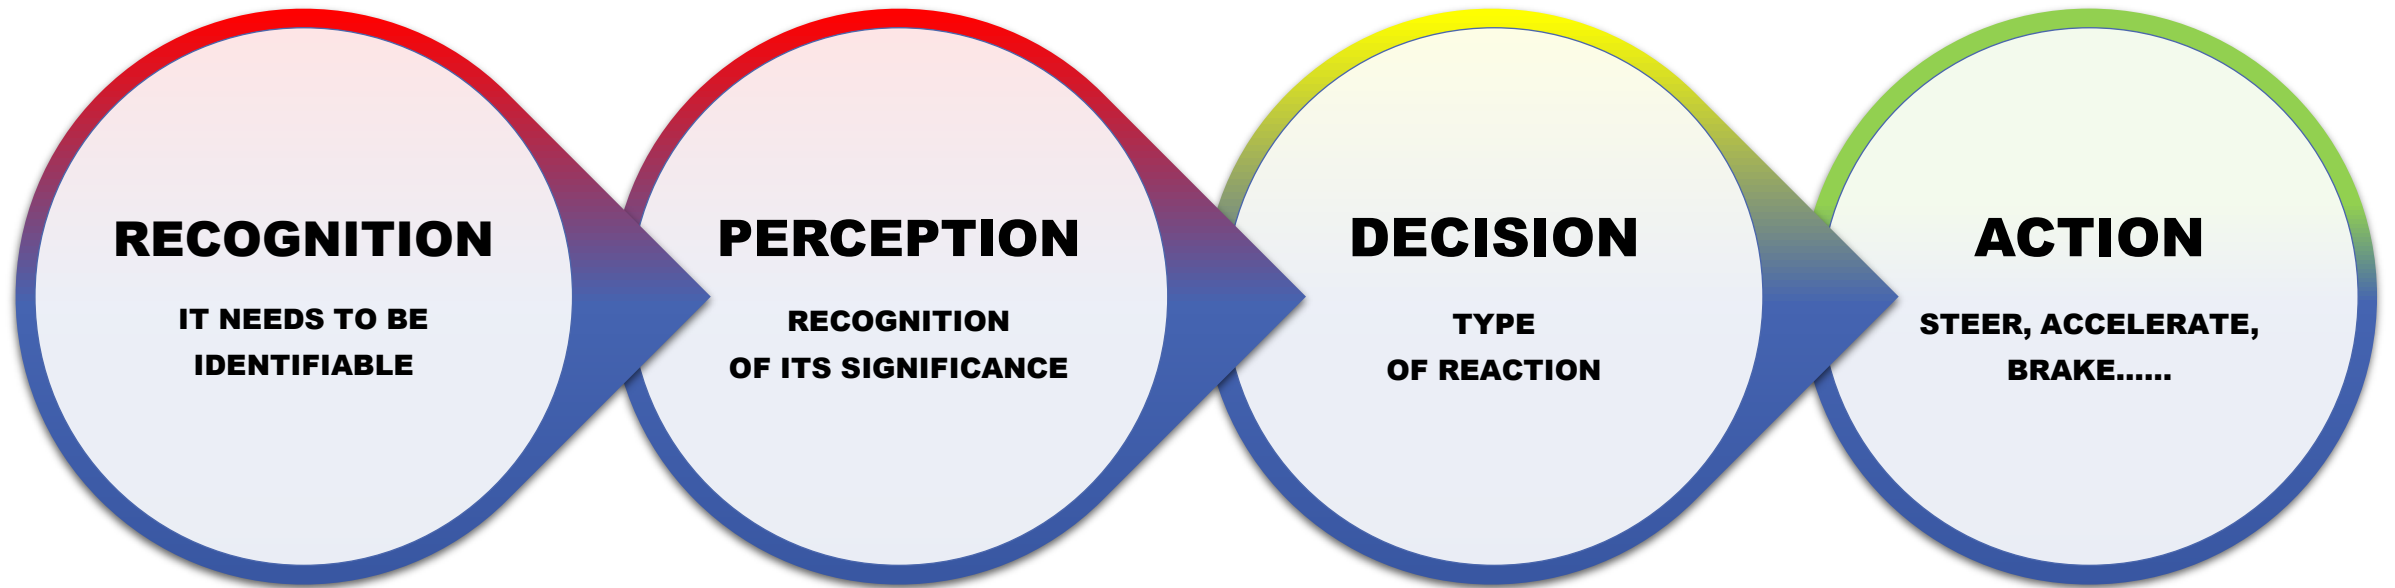 RECOGNITION
IT NEEDS TO BE
IDENTIFIABLE
PERCEPTION
RECOGNITION
OF ITS SIGNIFICANCE
DECISION
TYPE
OF REACTION
ACTION
STEER, ACCELERATE,
BRAKE......